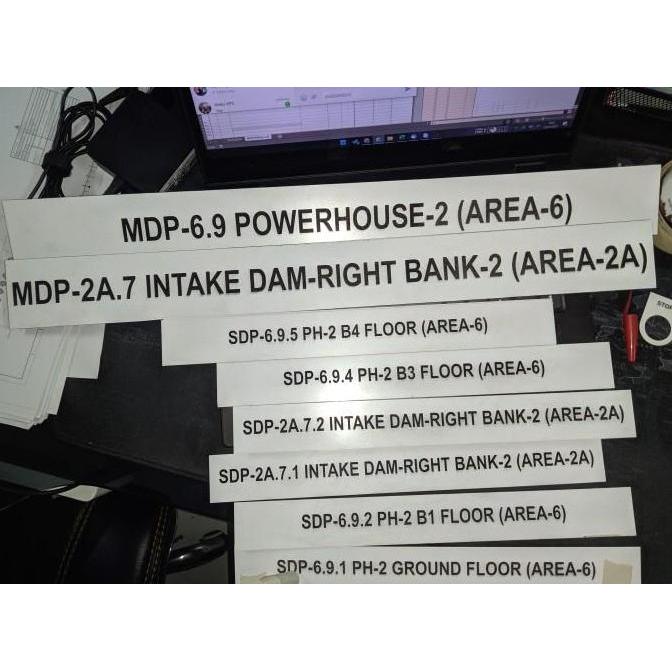 MDP-6.9 POWERHOUSE-2 (AREA-6)
MDP-2A.7 INTAKE DAM-RIGHT BANK-2 (AREA-2A)
SDP-6.9.5 PH-2 B4 FLOOR (AREA-6)
SDP-6.9.4 PH-2 B3 FLOOR (AREA-6)
SDP-2A.7.2 INTAKE DAM-RIGHT BANK-2 (AREA-2A)
SDP-2A.7.1 INTAKE DAM-RIGHT BANK-2 (AREA-2A)
SDP-6.9.2 PH-2 B1 FLOOR (AREA-6)
SDP-6.9.1 PH-2 GROUND FLOOR (AREA-6)